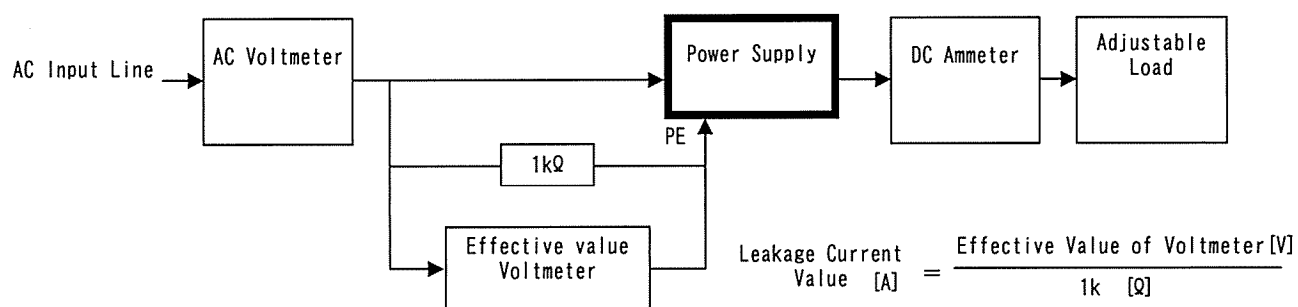 AC Input Line
AC Voltmeter
Power Supply
DC Ammeter
Adjustable
Load
PE
1kΩ
Effective value
Voltmeter
Leakage Current
Value [A]
=
Effective Value of Voltmeter[V]
1k [Ω]